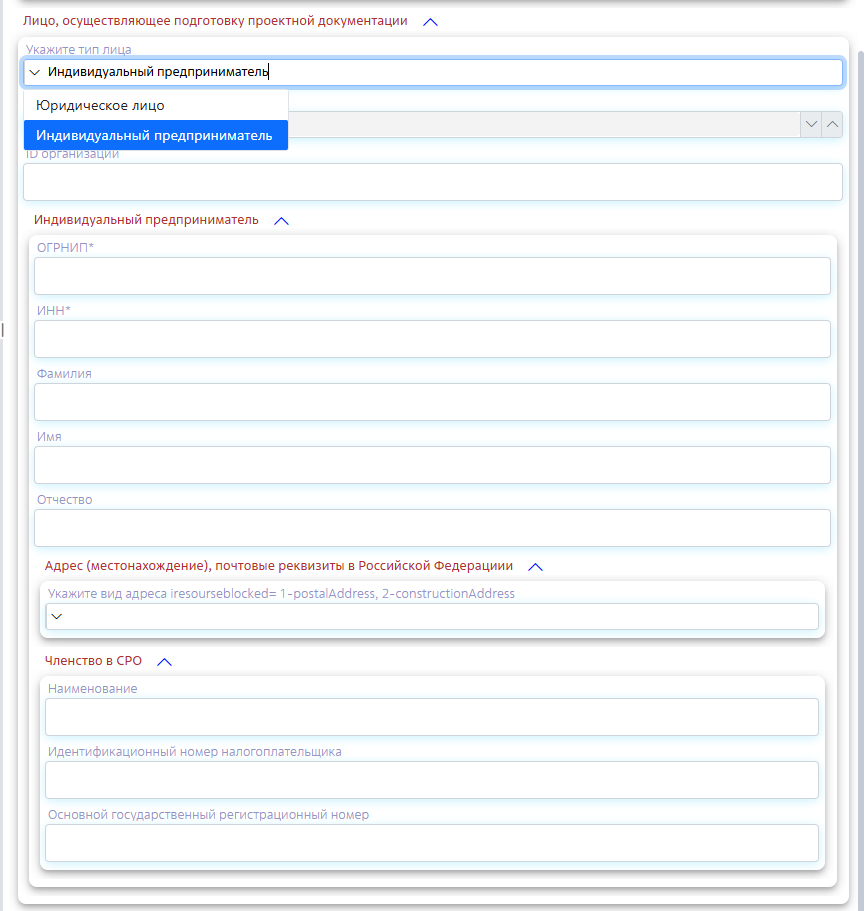 Лицо, осуществляющее подготовку проектной документации
Укажите тип лица
Индивидуальный предприниматель
Юридическое лицо
Индивидуальный предприниматель
ID организации
Индивидуальный предприниматель
ОГРНИП*
ИНН*
Фамилия
Имя
Отчество
Адрес (местонахождение), почтовые реквизиты в Российской Федерациии
Укажите вид адреса iresourseblocked= 1-postalAddress, 2-constructionAddress
Членство в СРО
Наименование
Идентификационный номер налогоплательщика
Основной государственный регистрационный номер